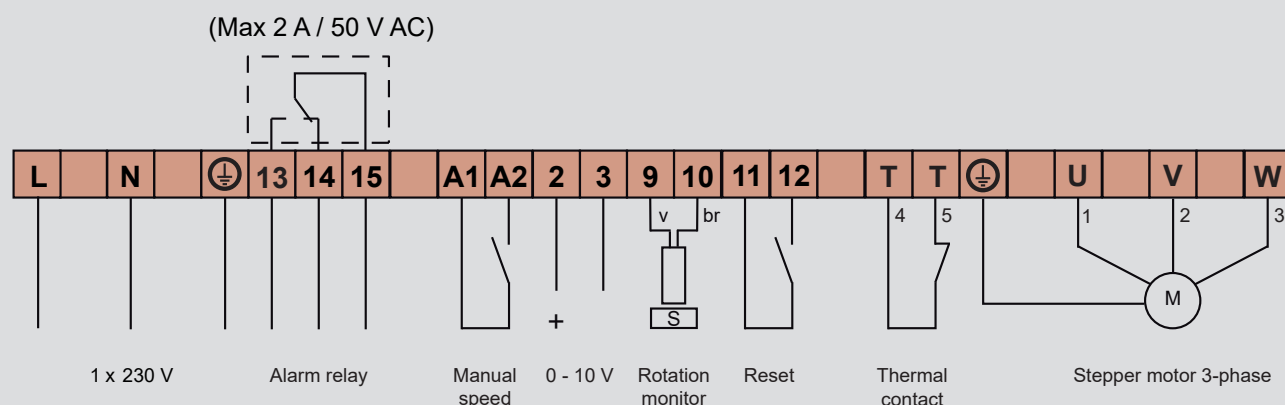 (Max 2 A / 50 V AC)
L N 13 14 15 A1 A2 2 3 9 10 11 12 T T U V W
v br 4 5 1 2 3
M
+ S
1 x 230 V Alarm relay Manual 0 - 10 V Rotation Reset Thermal Stepper motor 3-phase
speed monitor contact